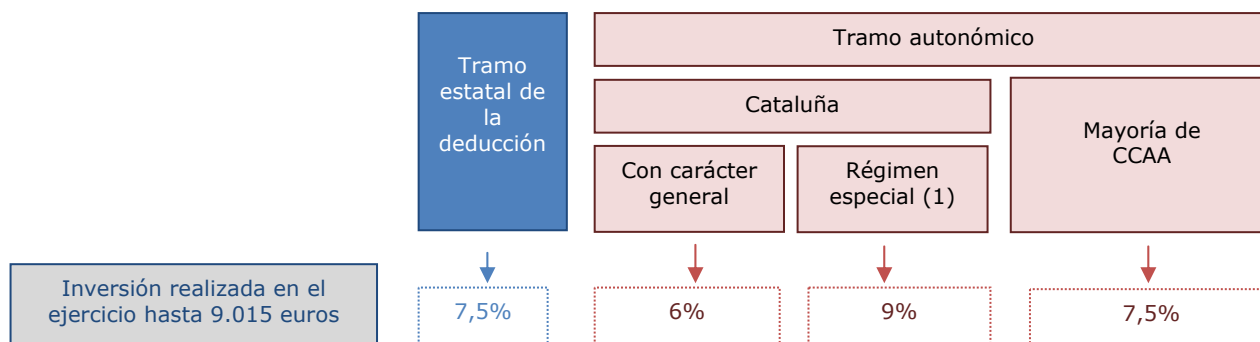 Tramo
estatal de
la
deducción
Tramo autonómico
Cataluña
Mayoría de
CCAA
Con carácter
general
Régimen
especial (1)
Inversión realizada en el
ejercicio hasta 9.015 euros
7,5%
6%
9%
7,5%